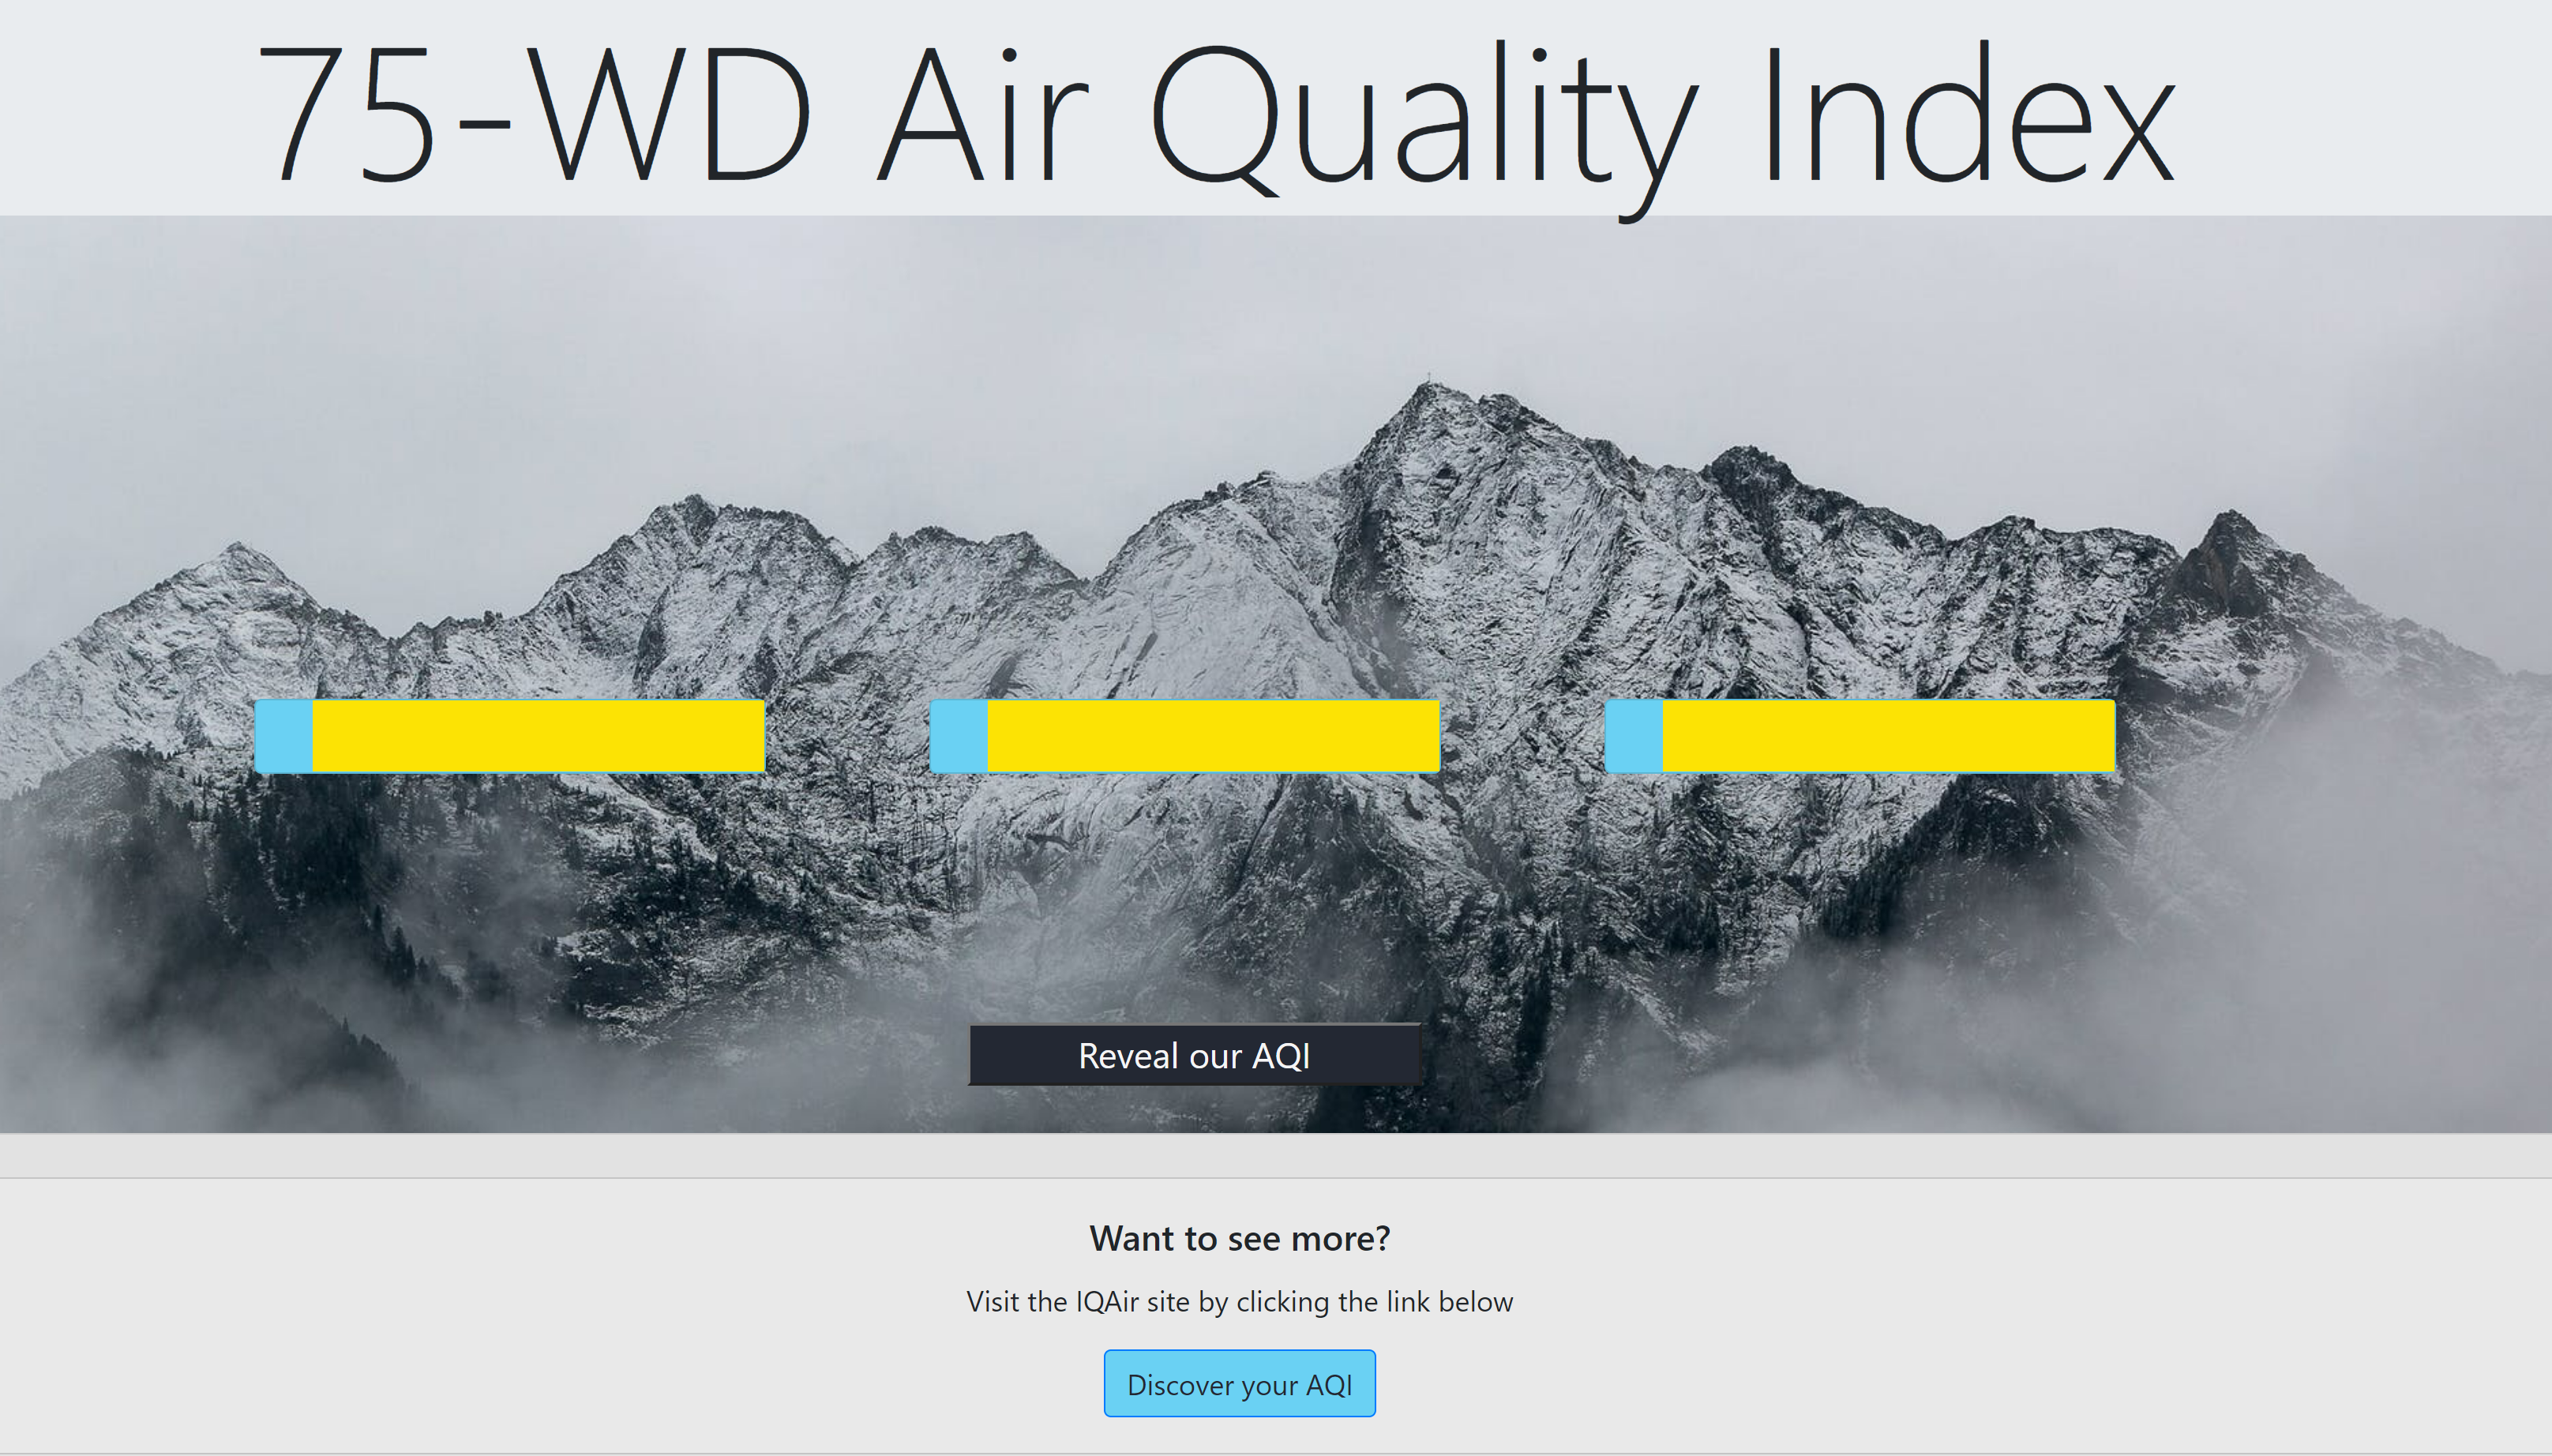 75-WD Air Quality Index
Reveal our AQI
Want to see more?
Visit the IQAir site by clicking the link below
Discover your AQI